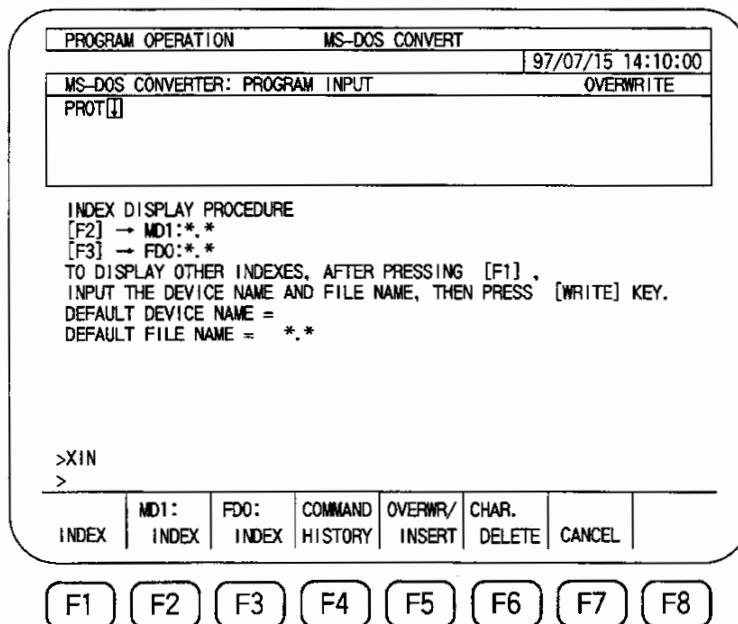 PROGRAM OPERATION MS-DOS CONVERT
97/07/15 14:10:00
MS-DOS CONVERTER: PROGRAM INPUT OVERWRITE
PROT↓
INDEX DISPLAY PROCEDURE
[F2] → MD1:*.*
[F3] → FD0:*.*
TO DISPLAY OTHER INDEXES, AFTER PRESSING [F1] ,
INPUT THE DEVICE NAME AND FILE NAME, THEN PRESS [WRITE] KEY.
DEFAULT DEVICE NAME =
DEFAULT FILE NAME = *.*
>XIN
>
MD1: FD0: COMMAND OVERWR/ CHAR.
INDEX INDEX INDEX HISTORY INSERT DELETE CANCEL
F1 F2 F3 F4 F5 F6 F7 F8